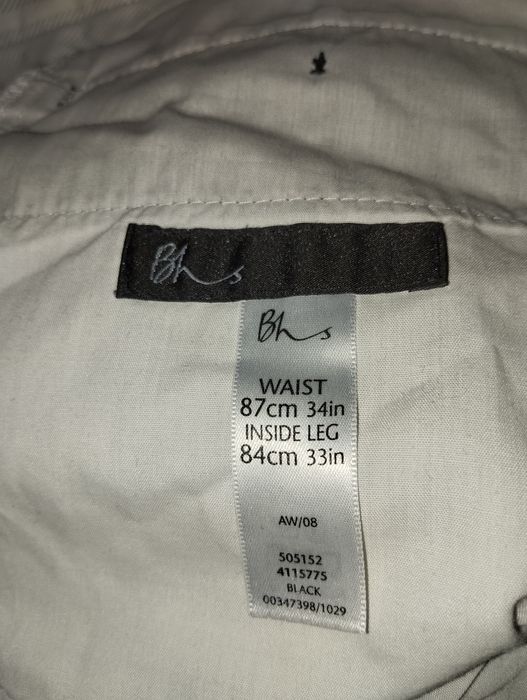 Bhs
Bhs
WAIST
87cm 34in
INSIDE LEG
84cm 33in
AW/08
505152
4115775
BLACK
00347398/1029